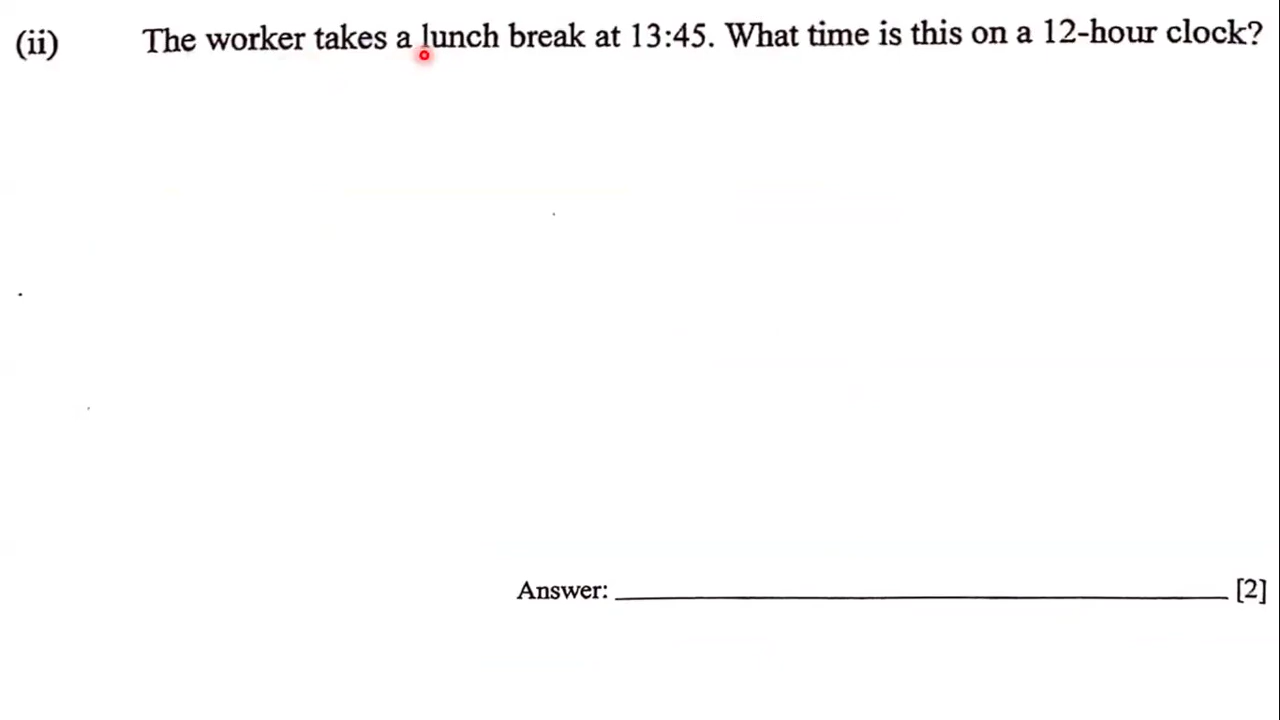 (ii) The worker takes a lunch break at 13:45. What time is this on a 12-hour clock?
Answer: ______________________ [2]